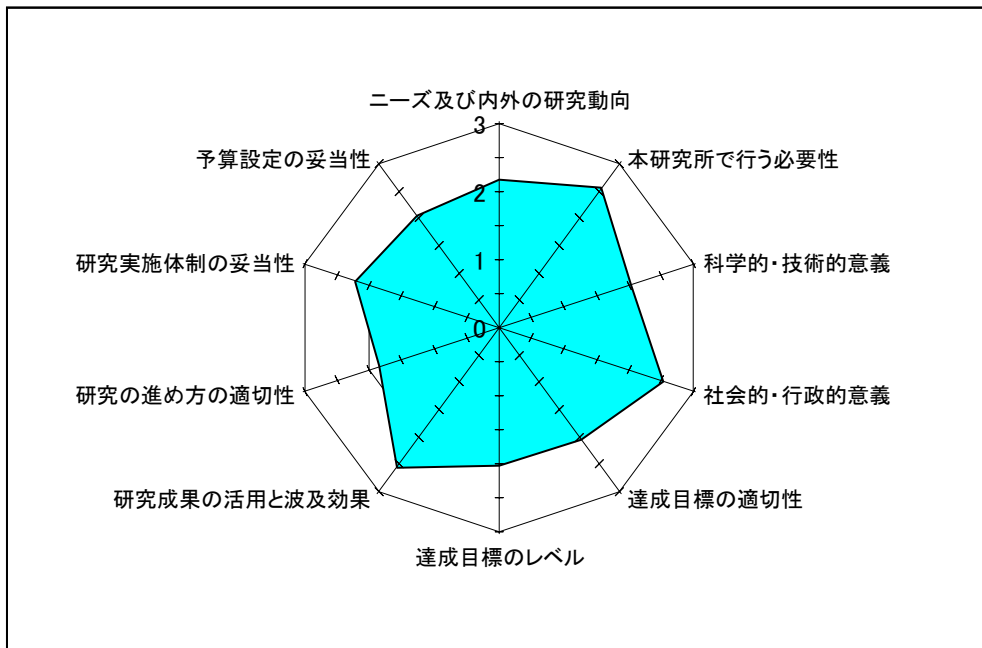 ニーズ及び内外の研究動向
3
予算設定の妥当性
本研究所で行う必要性
2
研究実施体制の妥当性
1
科学的・技術的意義
0
研究の進め方の適切性
社会的・行政的意義
研究成果の活用と波及効果
達成目標の適切性
達成目標のレベル